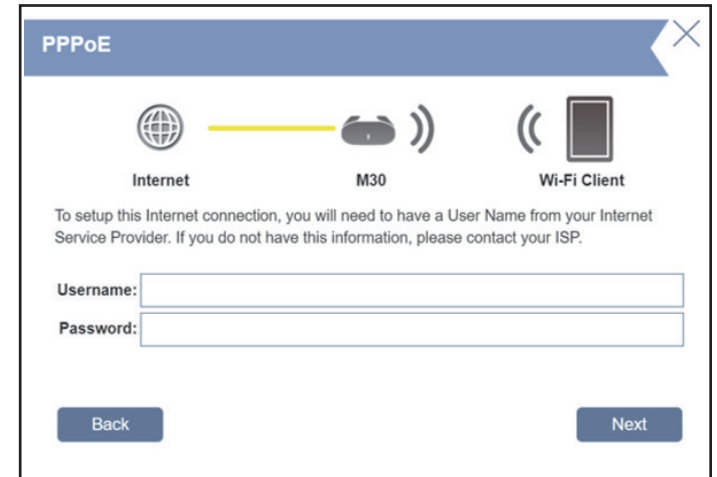 PPPoE
Internet M30 Wi-Fi Client
To setup this Internet connection, you will need to have a User Name from your Internet
Service Provider. If you do not have this information, please contact your ISP.
Username:
Password:
Back Next